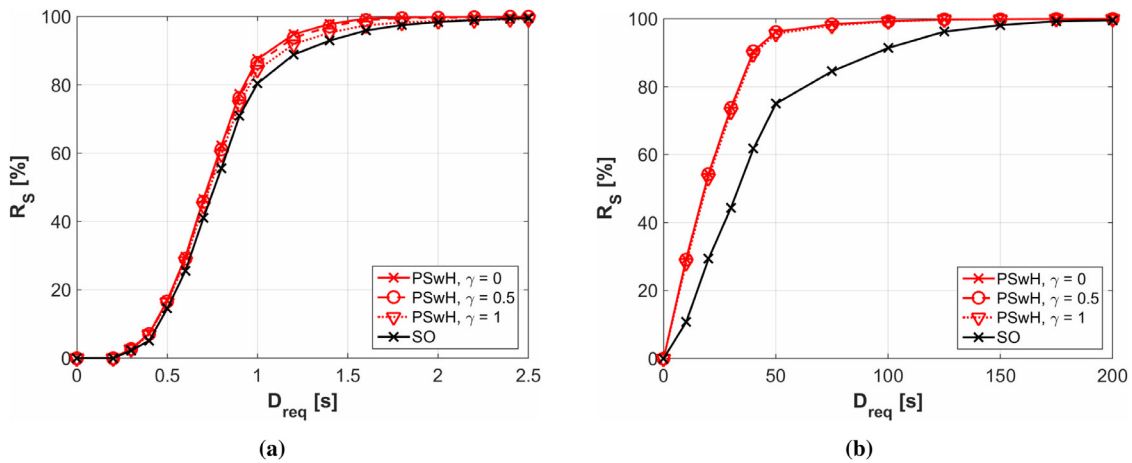 100
80
60
40
20
0
R_S [%]
PSwH, γ = 0
PSwH, γ = 0.5
PSwH, γ = 1
SO
0 0.5 1 1.5 2 2.5
D_req [s]
(a)
100
80
60
40
20
0
R_S [%]
PSwH, γ = 0
PSwH, γ = 0.5
PSwH, γ = 1
SO
0 50 100 150 200
D_req [s]
(b)